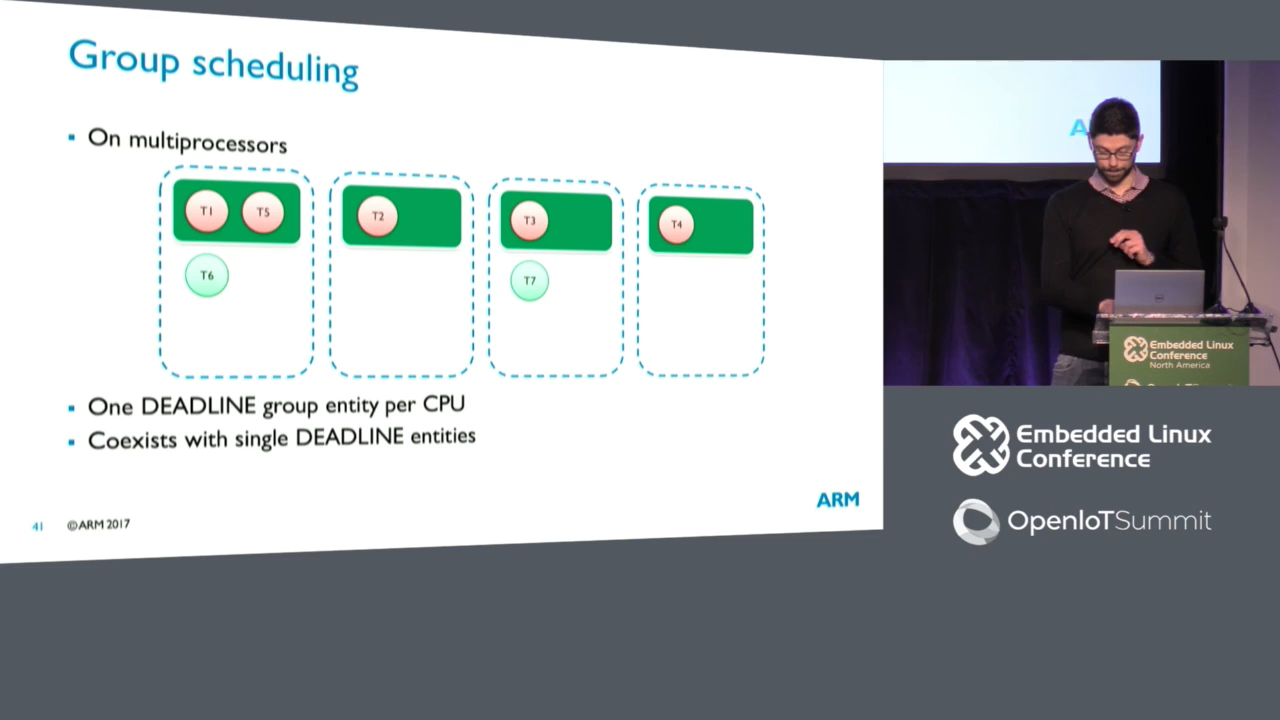 Group scheduling
On multiprocessors
T1 T5 T2 T3 T4
T6 T7
One DEADLINE group entity per CPU
Coexists with single DEADLINE entities
ARM
41 ©ARM 2017
A
Embedded Linux
Conference
North America
Embedded Linux
Conference
OpenIoTSummit